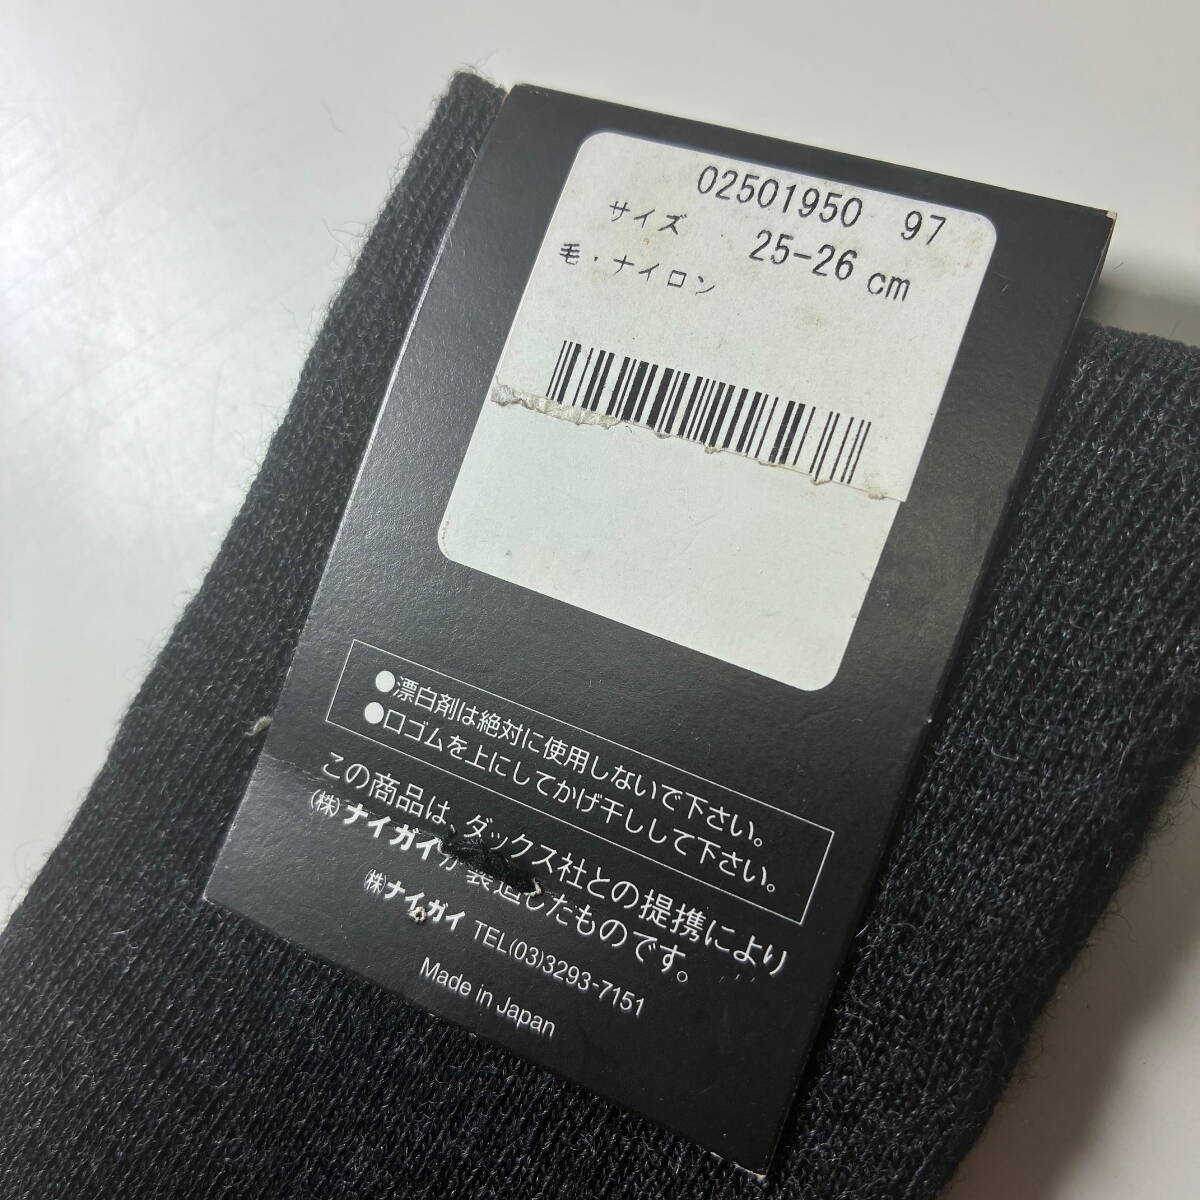 02501950 97
サイズ 25-26 cm
毛・ナイロン
●漂白剤は絶対に使用しないで下さい。
●口ゴムを上にしてかげ干しして下さい。
この商品は、ダックス社との提携により
(株)ナイガイが製造したものです。
(株)ナイガイ TEL(03)3293-7151
Made in Japan